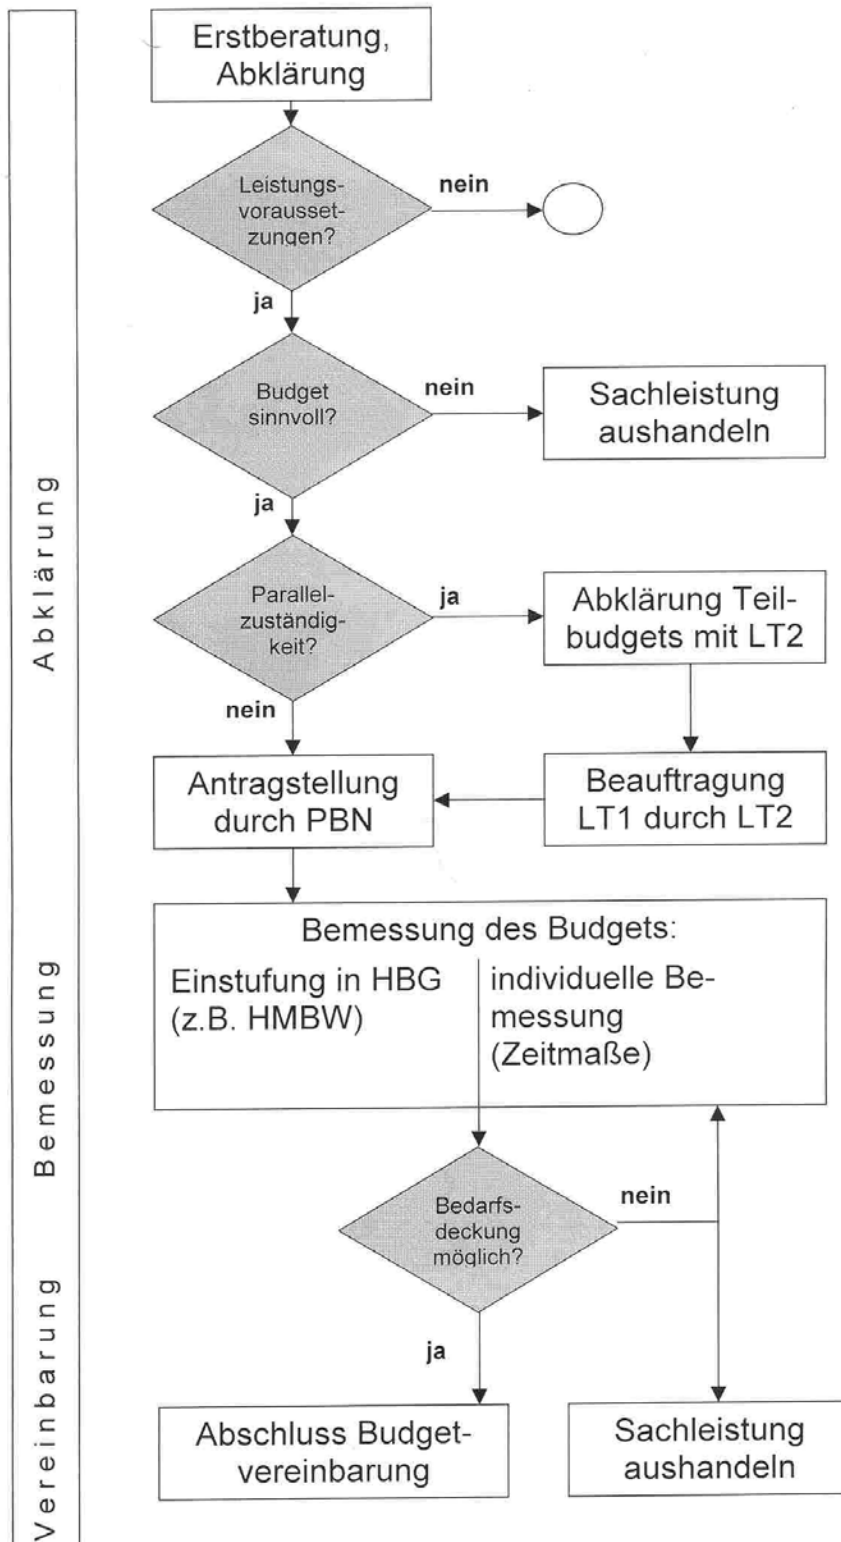 Erstberatung,
Abklärung
Leistungs-
vorausset-
zungen?
nein
ja
Budget
sinnvoll?
nein
Sachleistung
aushandeln
ja
Parallel-
zuständig-
keit?
ja
Abklärung Teil-
budgets mit LT2
nein
Antragstellung
durch PBN
Beauftragung
LT1 durch LT2
Abklärung
Bemessung des Budgets:
Einstufung in HBG
(z.B. HMBW)
individuelle Be-
messung
(Zeitmaße)
Bemessung
Bedarfs-
deckung
möglich?
nein
ja
Abschluss Budget-
vereinbarung
Sachleistung
aushandeln
Vereinbarung